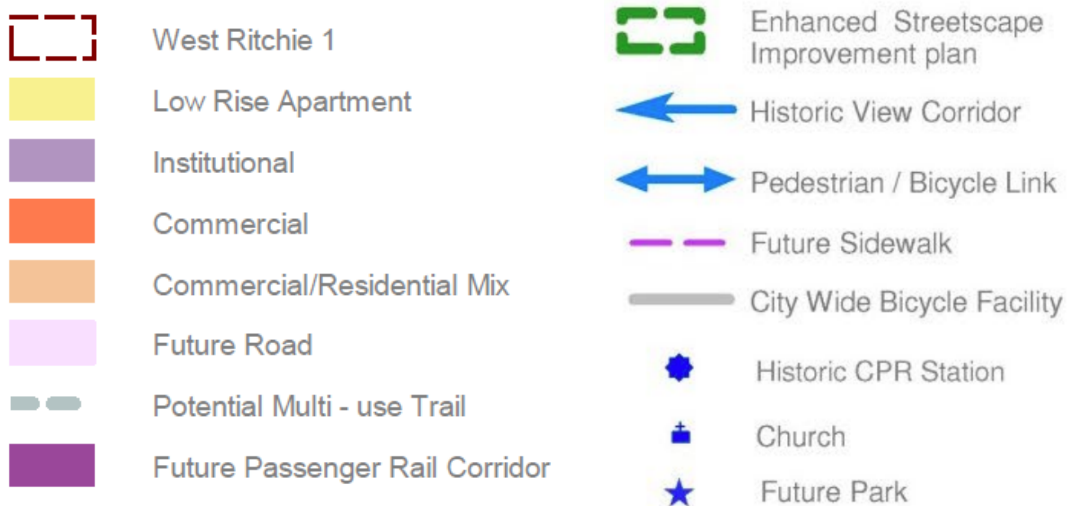 West Ritchie 1
Low Rise Apartment
Institutional
Commercial
Commercial/Residential Mix
Future Road
Potential Multi - use Trail
Future Passenger Rail Corridor
Enhanced Streetscape
Improvement plan
Historic View Corridor
Pedestrian / Bicycle Link
Future Sidewalk
City Wide Bicycle Facility
Historic CPR Station
Church
Future Park